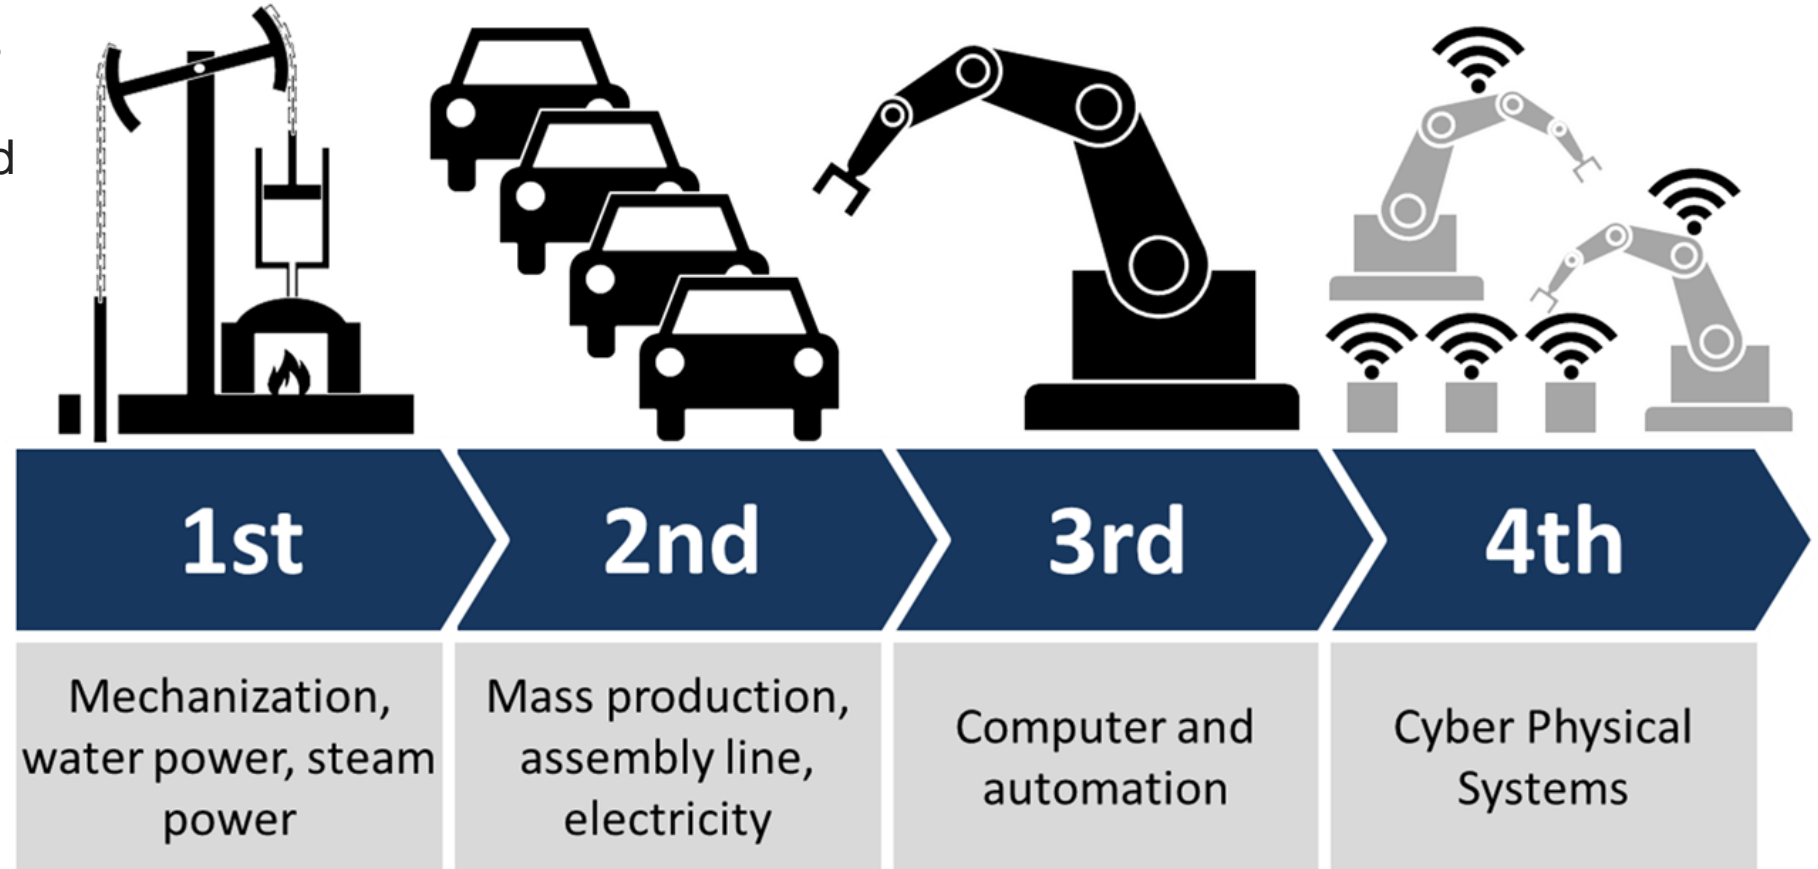 d
1st
2nd
3rd
4th
Mechanization,
water power, steam
power
Mass production,
assembly line,
electricity
Computer and
automation
Cyber Physical
Systems